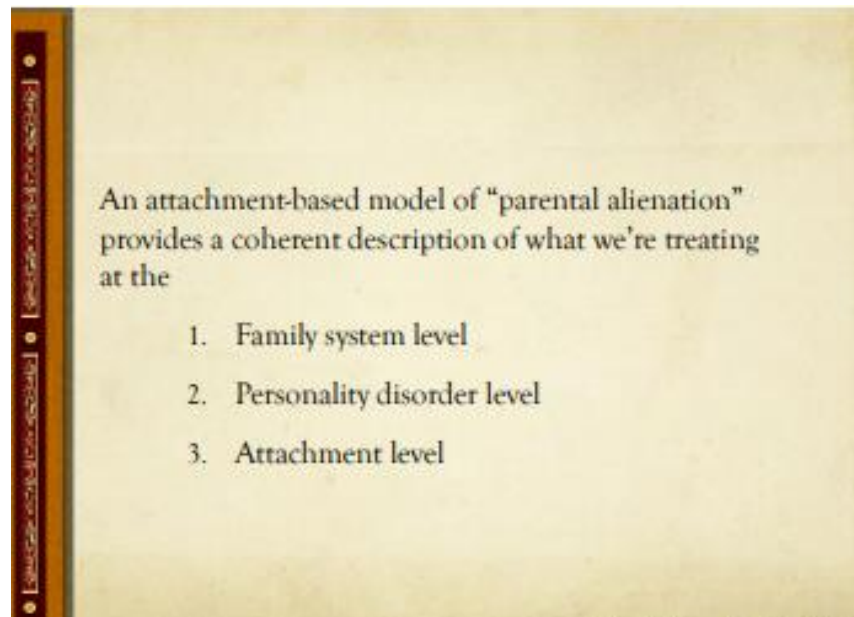 An attachment-based model of “parental alienation”
provides a coherent description of what we’re treating
at the
1. Family system level
2. Personality disorder level
3. Attachment level